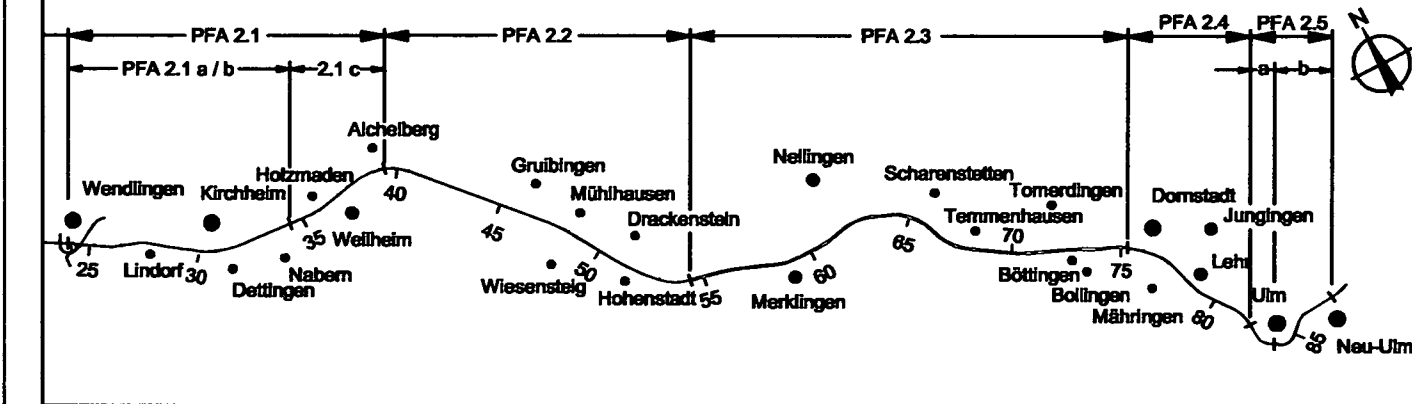 PFA 2.1
PFA 2.2
PFA 2.3
PFA 2.4
PFA 2.5
N
PFA 2.1 a / b
2.1 c
a
b
Aichelberg
Wendlingen
Kirchheim
Holzmaden
Weilheim
Lindorf
Dettingen
Nabern
Gruibingen
Mühlhausen
Drackenstein
Wiesensteig
Hohenstadt
Nellingen
Merklingen
Scharenstetten
Temmenhausen
Tomerdingen
Böttingen
Bollingen
Mähringen
Dornstadt
Jungingen
Lehr
Ulm
Neu-Ulm
25
30
35
40
45
50
55
60
65
70
75
80
85